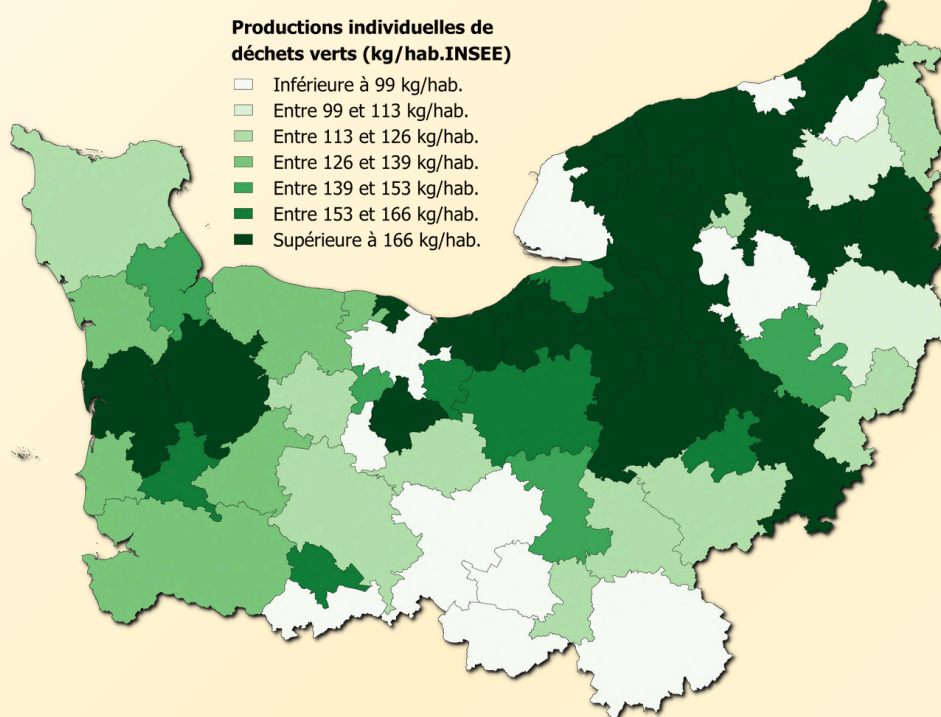 Productions individuelles de
déchets verts (kg/hab.INSEE)
Inférieure à 99 kg/hab.
Entre 99 et 113 kg/hab.
Entre 113 et 126 kg/hab.
Entre 126 et 139 kg/hab.
Entre 139 et 153 kg/hab.
Entre 153 et 166 kg/hab.
Supérieure à 166 kg/hab.